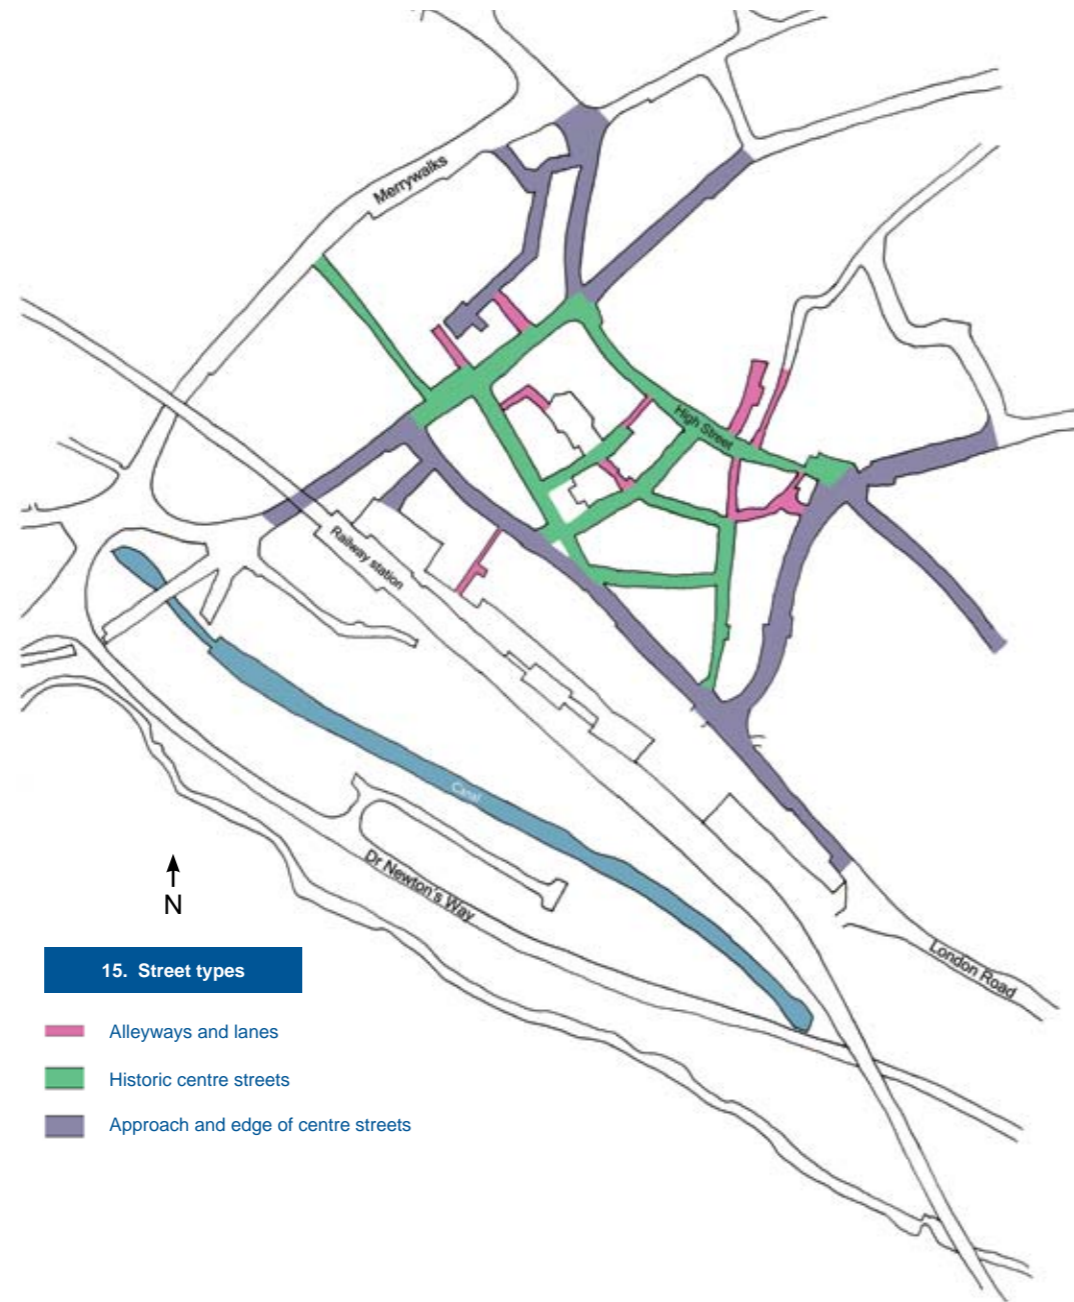 Merrywalks
High Street
Railway station
Canal
Dr Newton's Way
N
London Road
15. Street types
Alleyways and lanes
Historic centre streets
Approach and edge of centre streets